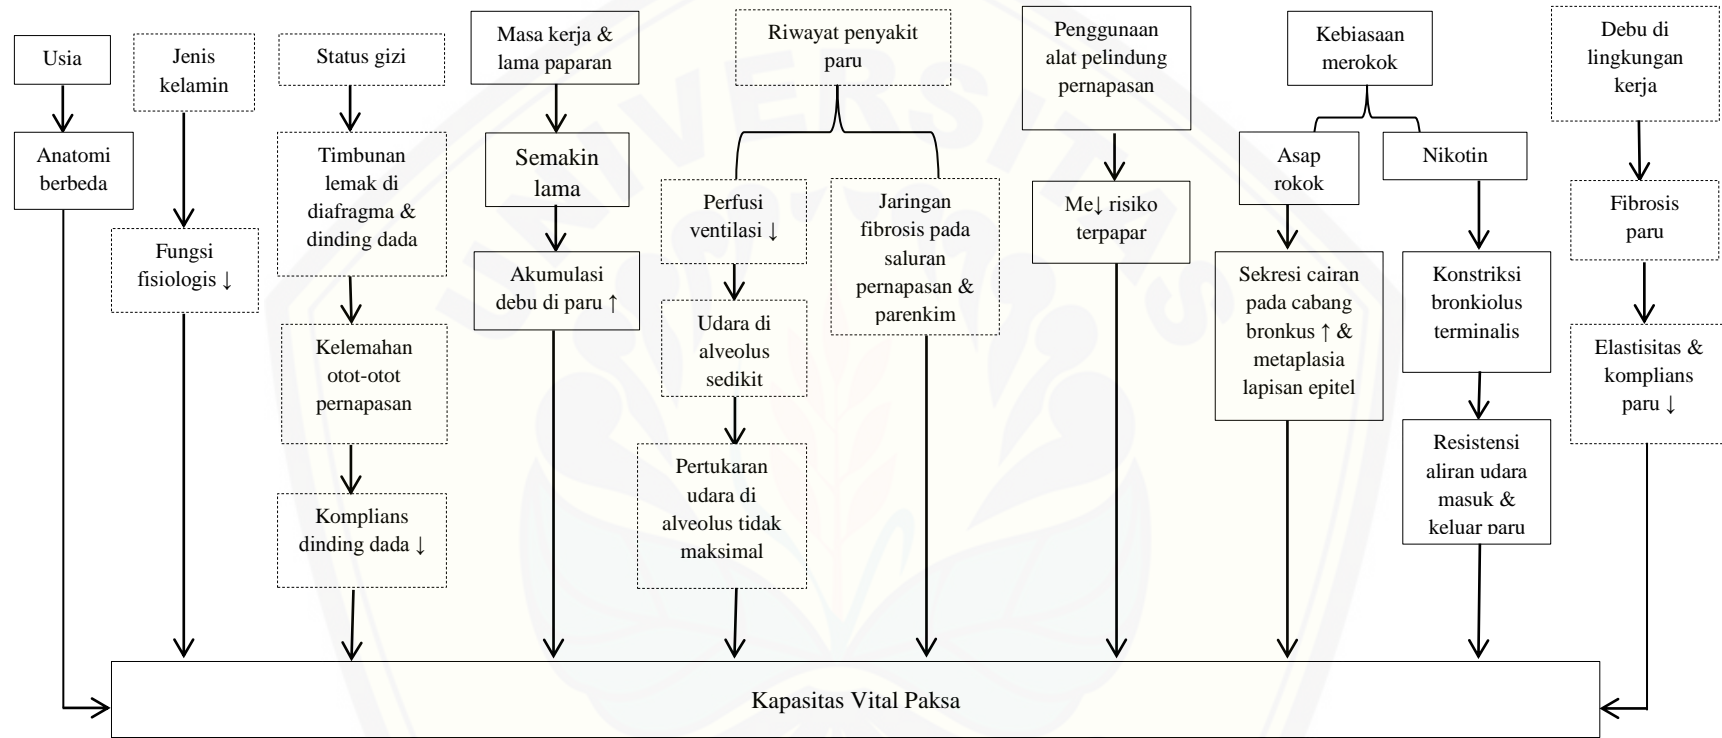 Usia
Anatomi
berbeda
Jenis
kelamin
Fungsi
fisiologis ↓
Status gizi
Timbunan
lemak di
diafragma &
dinding dada
Kelemahan
otot-otot
pernapasan
Komplians
dinding dada ↓
Masa kerja &
lama paparan
Semakin
lama
Akumulasi
debu di paru ↑
Riwayat penyakit
paru
Perfusi
ventilasi ↓
Udara di
alveolus
sedikit
Pertukaran
udara di
alveolus tidak
maksimal
Jaringan
fibrosis pada
saluran
pernapasan &
parenkim
Penggunaan
alat pelindung
pernapasan
Me↓ risiko
terpapar
Kebiasaan
merokok
Asap
rokok
Sekresi cairan
pada cabang
bronkus ↑ &
metaplasia
lapisan epitel
Nikotin
Konstriksi
bronkiolus
terminalis
Resistensi
aliran udara
masuk &
keluar paru
Debu di
lingkungan
kerja
Fibrosis
paru
Elastisitas &
komplians
paru ↓
Kapasitas Vital Paksa
UNIVERSITAS